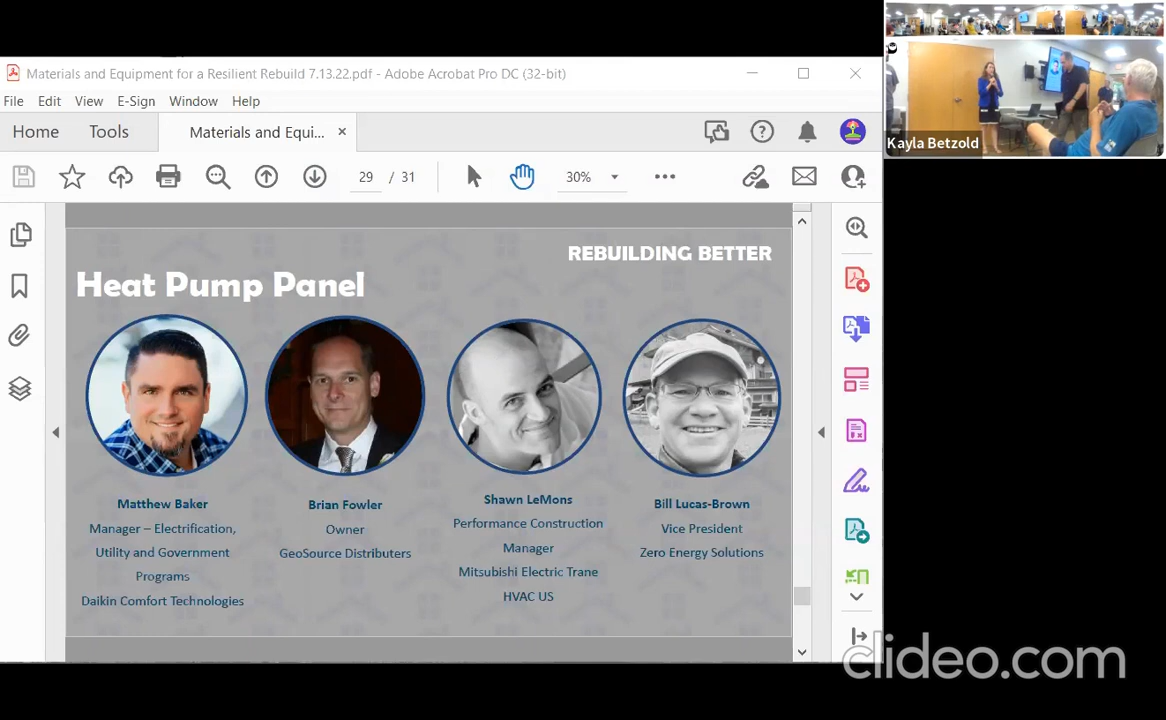 Materials and Equipment for a Resilient Rebuild 7.13.22.pdf - Adobe Acrobat Pro DC (32-bit)
File Edit View E-Sign Window Help
Home Tools Materials and Equi... ×
29 / 31 30%
REBUILDING BETTER
Heat Pump Panel
Matthew Baker
Manager – Electrification,
Utility and Government
Programs
Daikin Comfort Technologies
Brian Fowler
Owner
GeoSource Distributers
Shawn LeMons
Performance Construction
Manager
Mitsubishi Electric Trane
HVAC US
Bill Lucas-Brown
Vice President
Zero Energy Solutions
Kayla Betzold
clideo.com